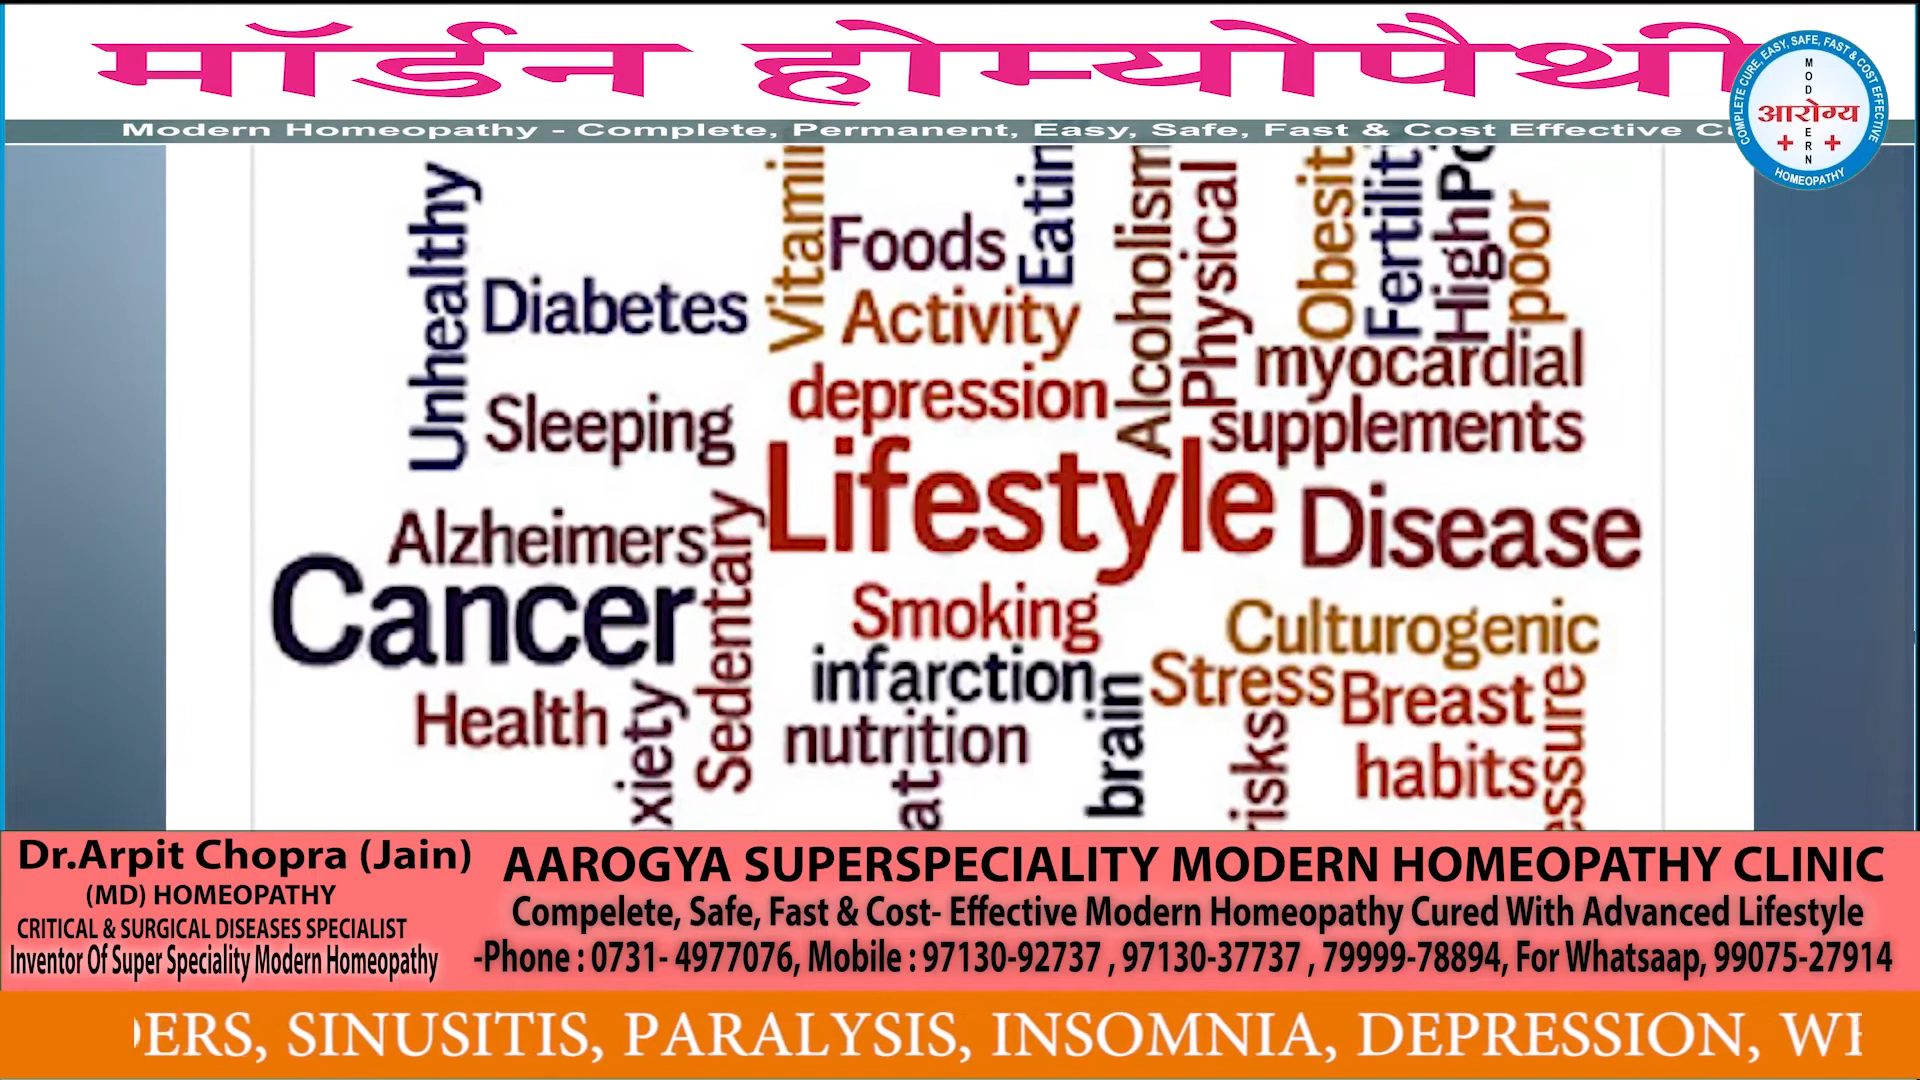 मॉर्डन होम्योपैथी
Modern Homeopathy - Complete, Permanent, Easy, Safe, Fast & Cost Effective
COMPLETE CURE, EASY, SAFE, FAST & COST EFFECTIVE
MODERN
आरोग्य
HOMEOPATHY
Unhealthy
Diabetes
Sleeping
Foods
Activity
depression
Alcoholism
Physical
High
poor
myocardial
supplements
Lifestyle
Disease
Alzheimers
Cancer
Sedentary
Health
Smoking
infarction
nutrition
brain
Culturogenic
Stress
Breast
risks
habits
Dr.Arpit Chopra (Jain)
(MD) HOMEOPATHY
CRITICAL & SURGICAL DISEASES SPECIALIST
Inventor Of Super Speciality Modern Homeopathy
AAROGYA SUPERSPECIALITY MODERN HOMEOPATHY CLINIC
Compelete, Safe, Fast & Cost- Effective Modern Homeopathy Cured With Advanced Lifestyle
-Phone : 0731- 4977076, Mobile : 97130-92737 , 97130-37737 , 79999-78894, For Whatsaap, 99075-27914
ERS, SINUSITIS, PARALYSIS, INSOMNIA, DEPRESSION,